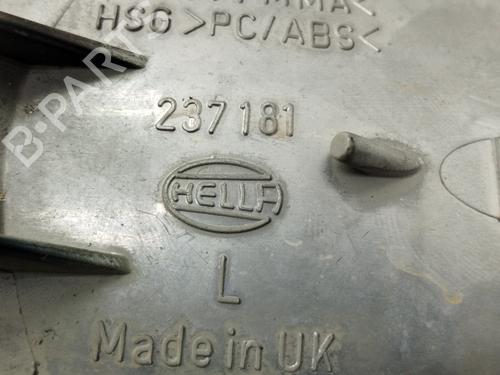 HSG >PC/ABS<
237181
HELLA
L
Made in UK
B-PARTS